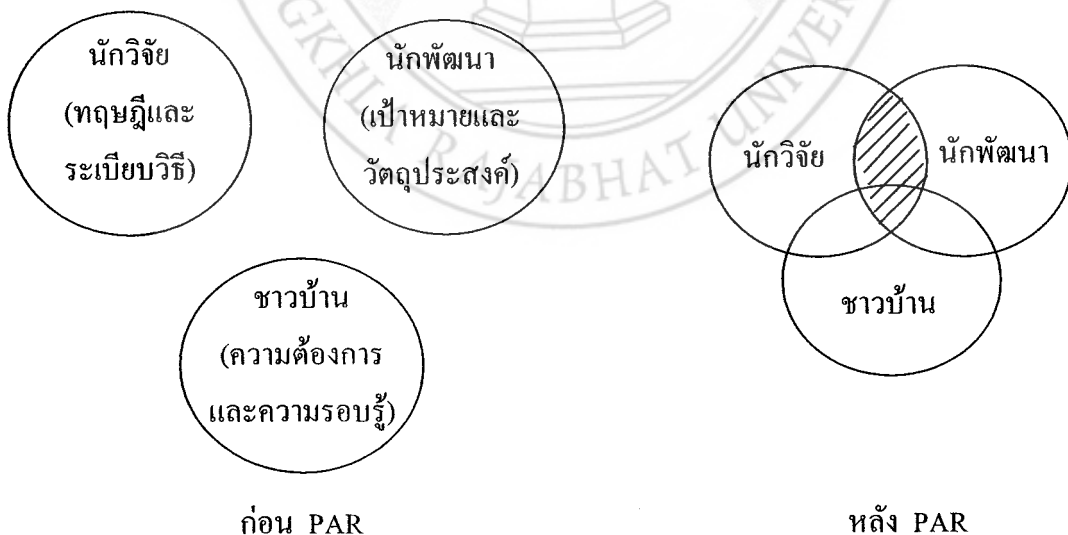 นักวิจัย
(ทฤษฎีและ
ระเบียบวิธี)
นักพัฒนา
(เป้าหมายและ
วัตถุประสงค์)
ชาวบ้าน
(ความต้องการ
และความรอบรู้)
ก่อน PAR
นักวิจัย
นักพัฒนา
ชาวบ้าน
หลัง PAR
GKHLA RAJABHAT UNIVER